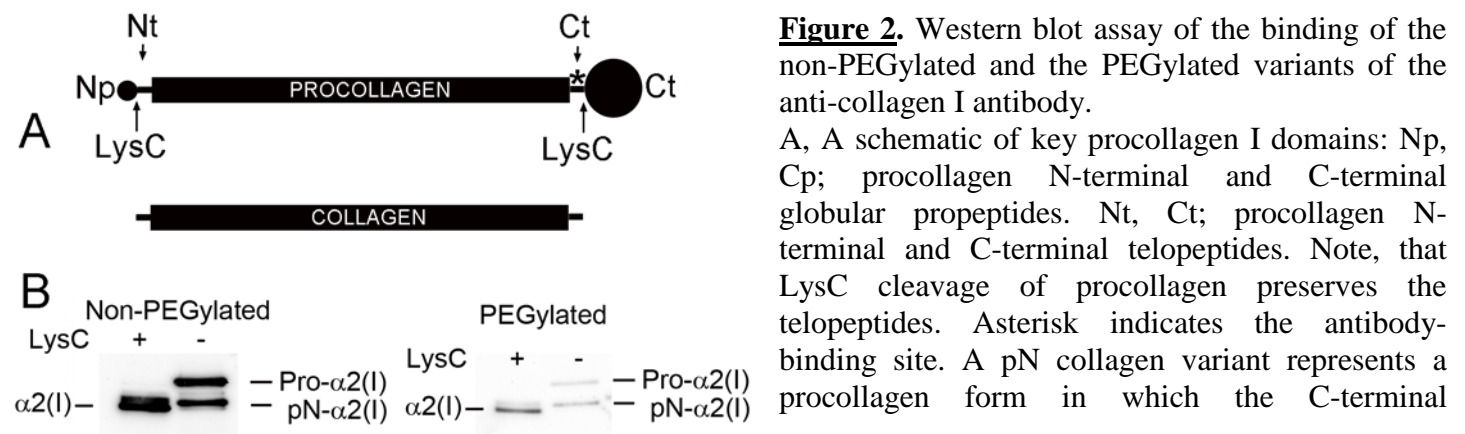 Nt
Ct
Np
PROCOLLAGEN
*
Ct
A
LysC
LysC
COLLAGEN
B
Non-PEGylated
LysC + -
α2(I)
Pro-α2(I)
pN-α2(I)
PEGylated
LysC + -
α2(I)
Pro-α2(I)
pN-α2(I)
Figure 2. Western blot assay of the binding of the
non-PEGylated and the PEGylated variants of the
anti-collagen I antibody.
A, A schematic of key procollagen I domains: Np,
Cp; procollagen N-terminal and C-terminal
globular propeptides. Nt, Ct; procollagen N-
terminal and C-terminal telopeptides. Note, that
LysC cleavage of procollagen preserves the
telopeptides. Asterisk indicates the antibody-
binding site. A pN collagen variant represents a
procollagen form in which the C-terminal